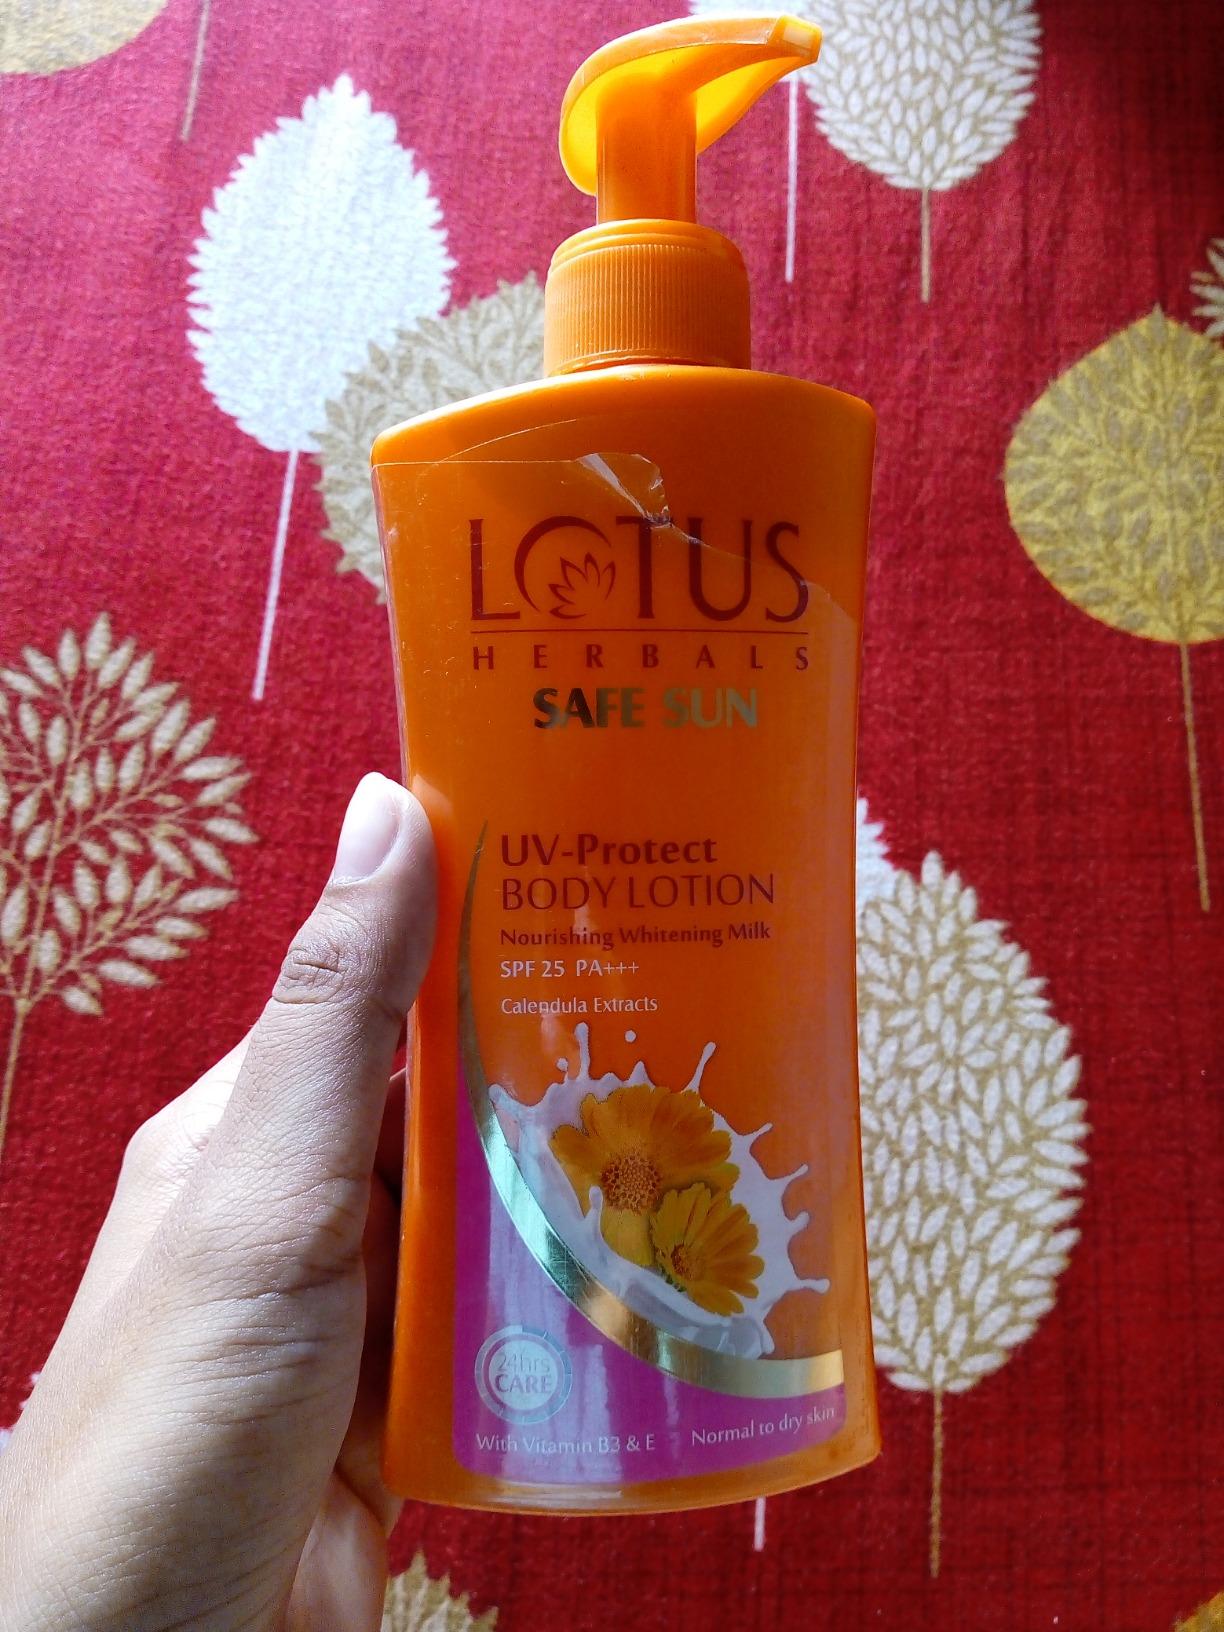 LOTUS
HERBALS
SAFE SUN
UV-Protect
BODY LOTION
Nourishing Whitening Milk
SPF 25 PA+++
Calendula Extracts
24hrs
CARE
With Vitamin B3 & E
Normal to dry skin